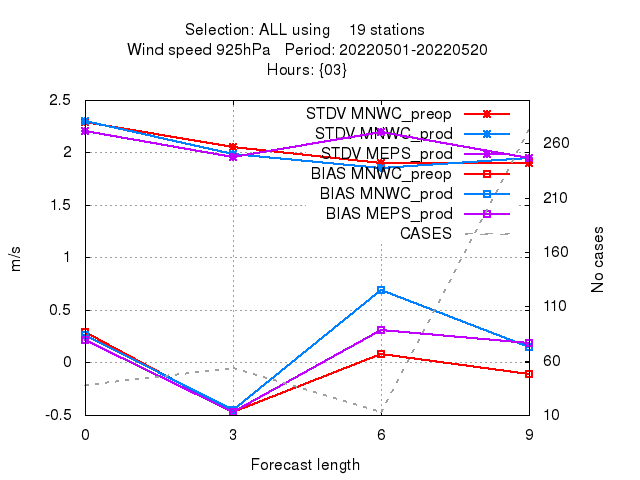 Selection: ALL using 19 stations
Wind speed 925hPa Period: 20220501-20220520
Hours: {03}
STDV MNWC_preop
STDV MNWC_prod
STDV MEPS_prod
BIAS MNWC_preop
BIAS MNWC_prod
BIAS MEPS_prod
CASES
m/s
2.5
2
1.5
1
0.5
0
-0.5
No cases
260
210
160
110
60
10
0 3 6 9
Forecast length